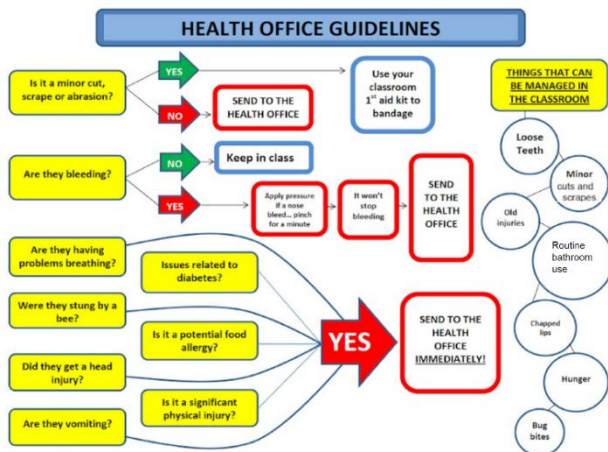 HEALTH OFFICE GUIDELINES
Is it a minor cut,
scrape or abrasion?
YES
Use your
classroom
1st aid kit to
bandage
NO
SEND TO THE
HEALTH OFFICE
Are they bleeding?
NO
Keep in class
YES
Apply pressure
if a nose
bleed... pinch
for a minute
It won't
stop
bleeding
SEND
TO THE
HEALTH
OFFICE
Are they having
problems breathing?
Were they stung by a
bee?
Did they get a head
injury?
Are they vomiting?
Issues related to
diabetes?
Is it a potential food
allergy?
Is it a significant
physical injury?
YES
SEND TO THE
HEALTH
OFFICE
IMMEDIATELY!
THINGS THAT CAN
BE MANAGED IN
THE CLASSROOM
Loose
Teeth
Minor
cuts and
scrapes
Old
injuries
Routine
bathroom
use
Chapped
lips
Hunger
Bug
bites